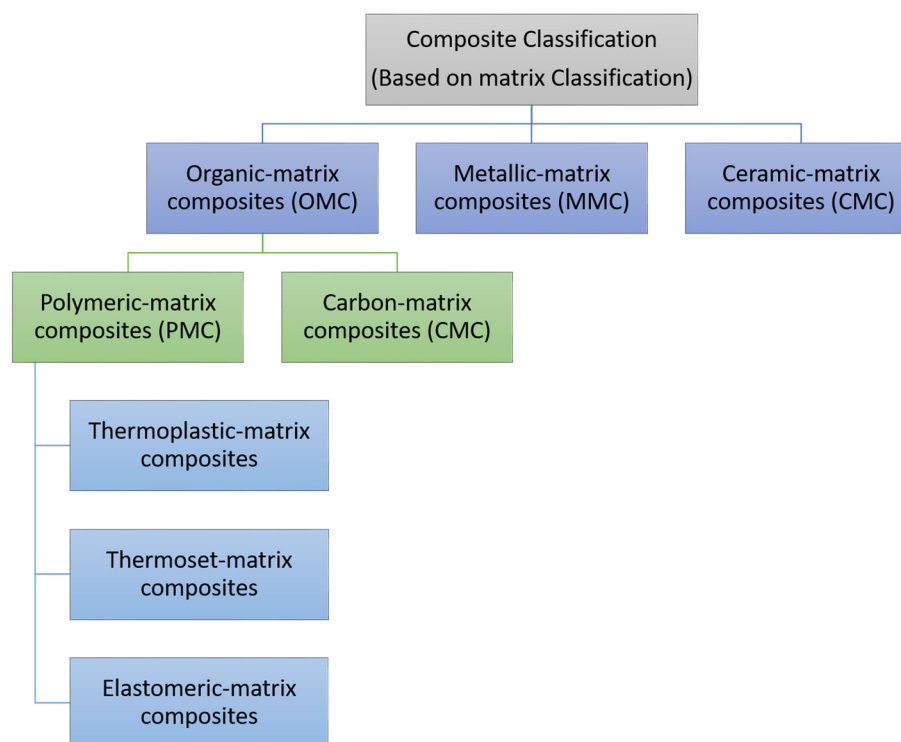 Composite Classification
(Based on matrix Classification)
Organic-matrix
composites (OMC)
Metallic-matrix
composites (MMC)
Ceramic-matrix
composites (CMC)
Polymeric-matrix
composites (PMC)
Carbon-matrix
composites (CMC)
Thermoplastic-matrix
composites
Thermoset-matrix
composites
Elastomeric-matrix
composites